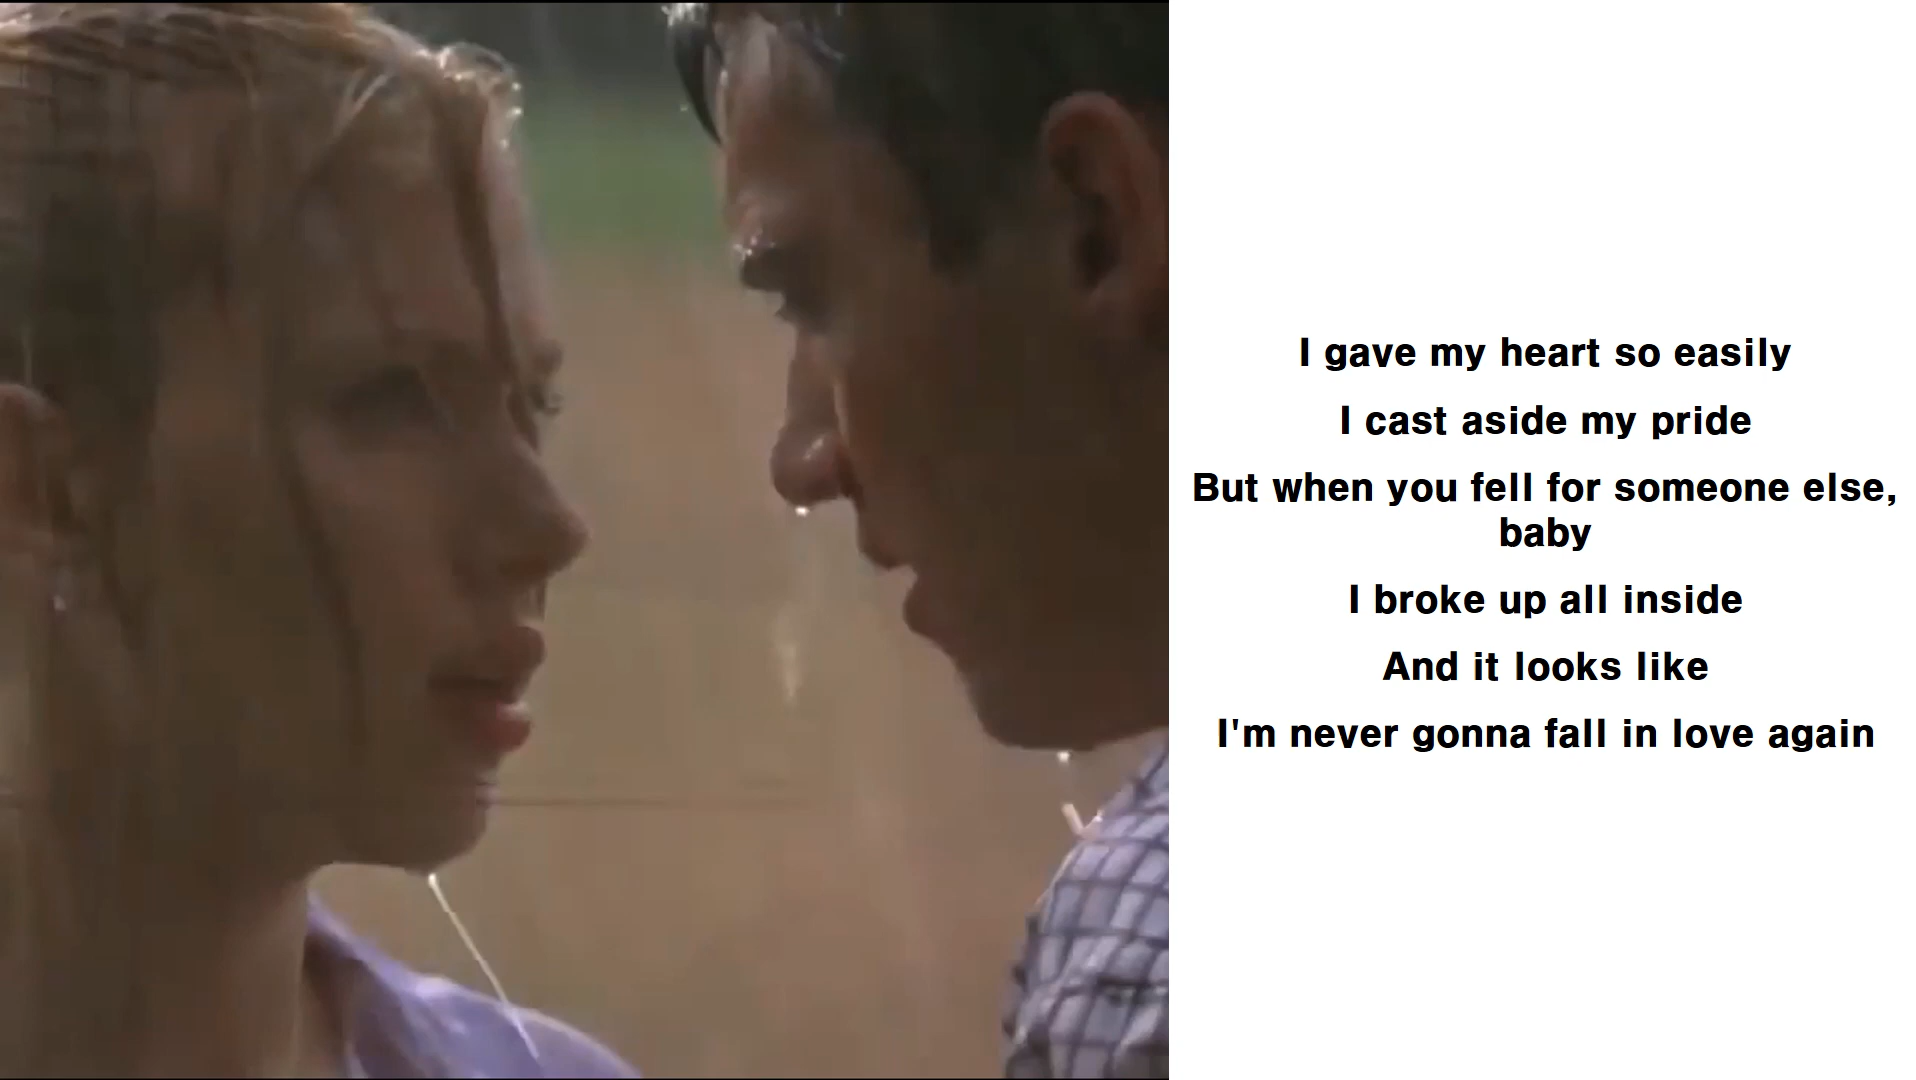 I gave my heart so easily
I cast aside my pride
But when you fell for someone else,
baby
I broke up all inside
And it looks like
I'm never gonna fall in love again